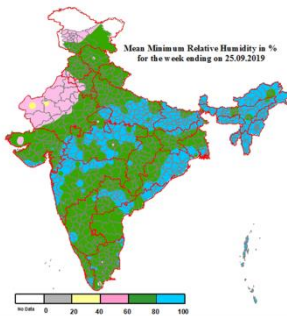 Mean Minimum Relative Humidity in %
for the week ending on 25.09.2019
No Data 0 20 40 60 80 100